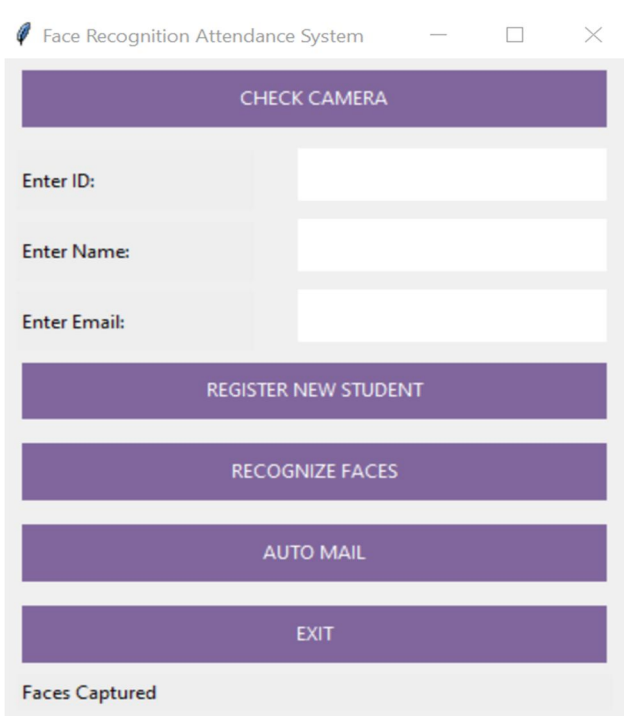 Face Recognition Attendance System
CHECK CAMERA
Enter ID:
Enter Name:
Enter Email:
REGISTER NEW STUDENT
RECOGNIZE FACES
AUTO MAIL
EXIT
Faces Captured